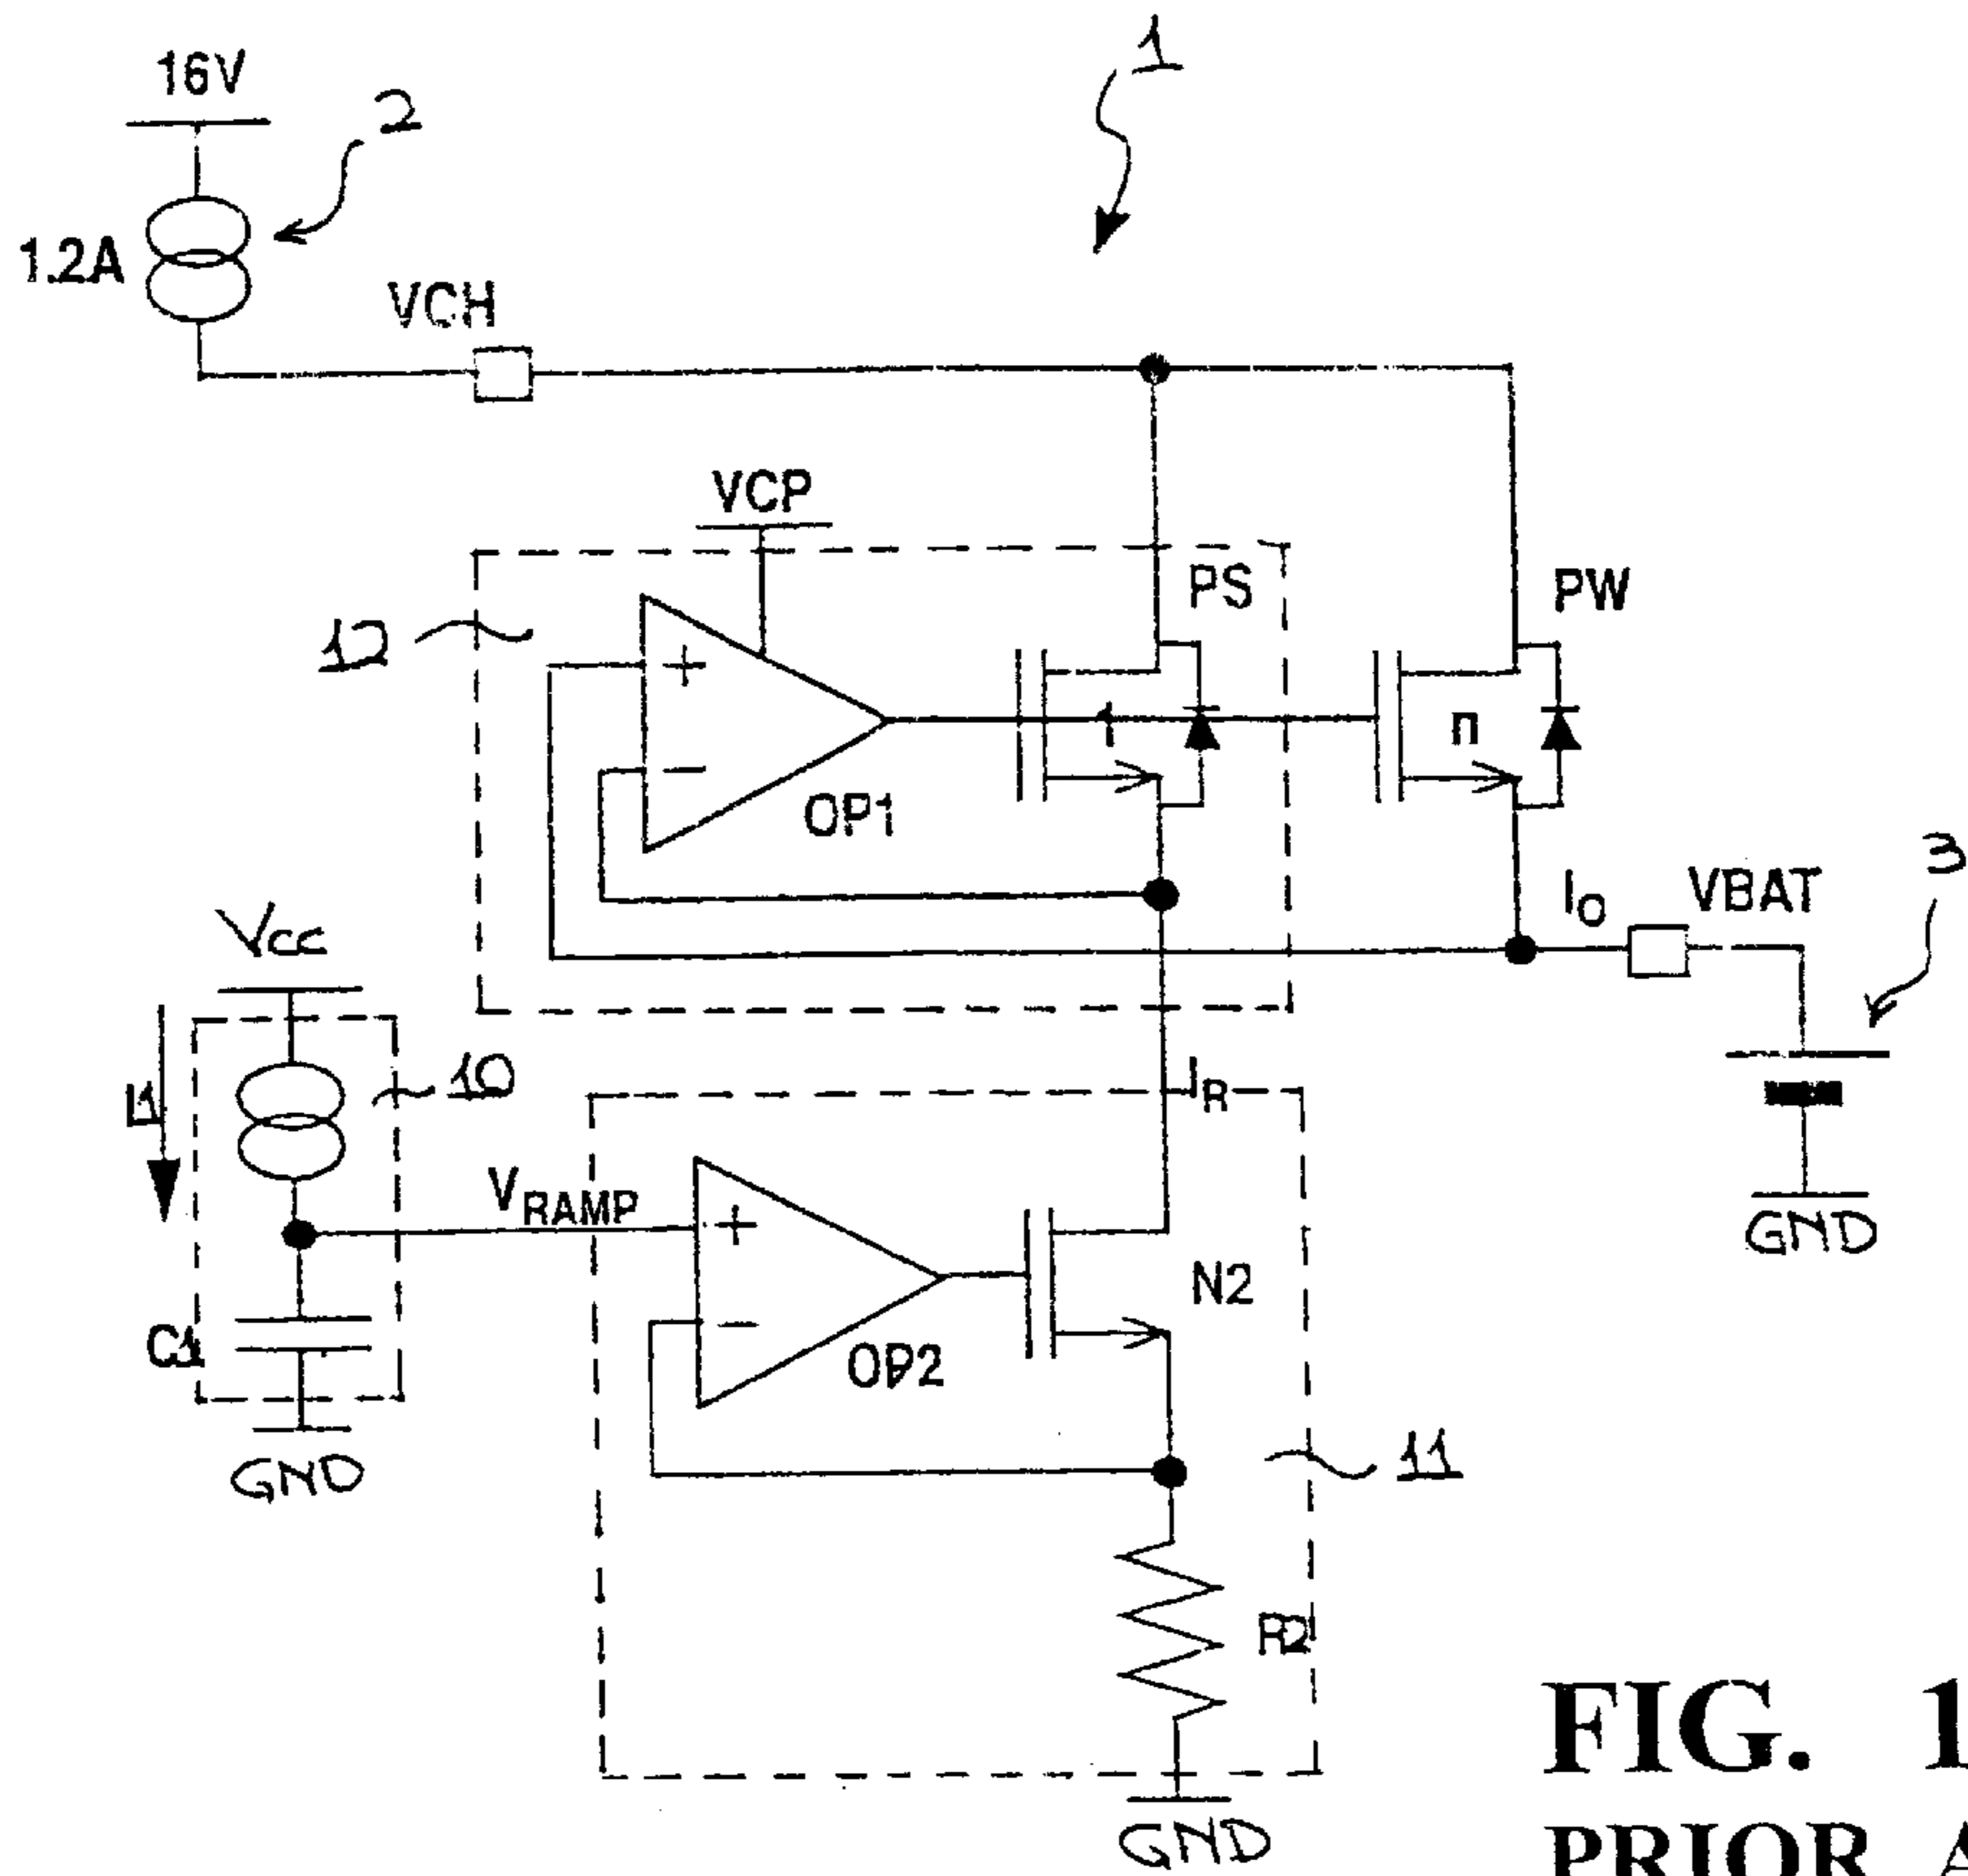 1
16V
2
1.2A
VCH
VCP
PS
PW
12
+
1
n
−
OP1
3
IO
VBAT
Vcc
10
I1
IR
VRAMP
+
N2
GND
C1
−
OP2
GND
11
R2
FIG. 1
PRIOR A
GND